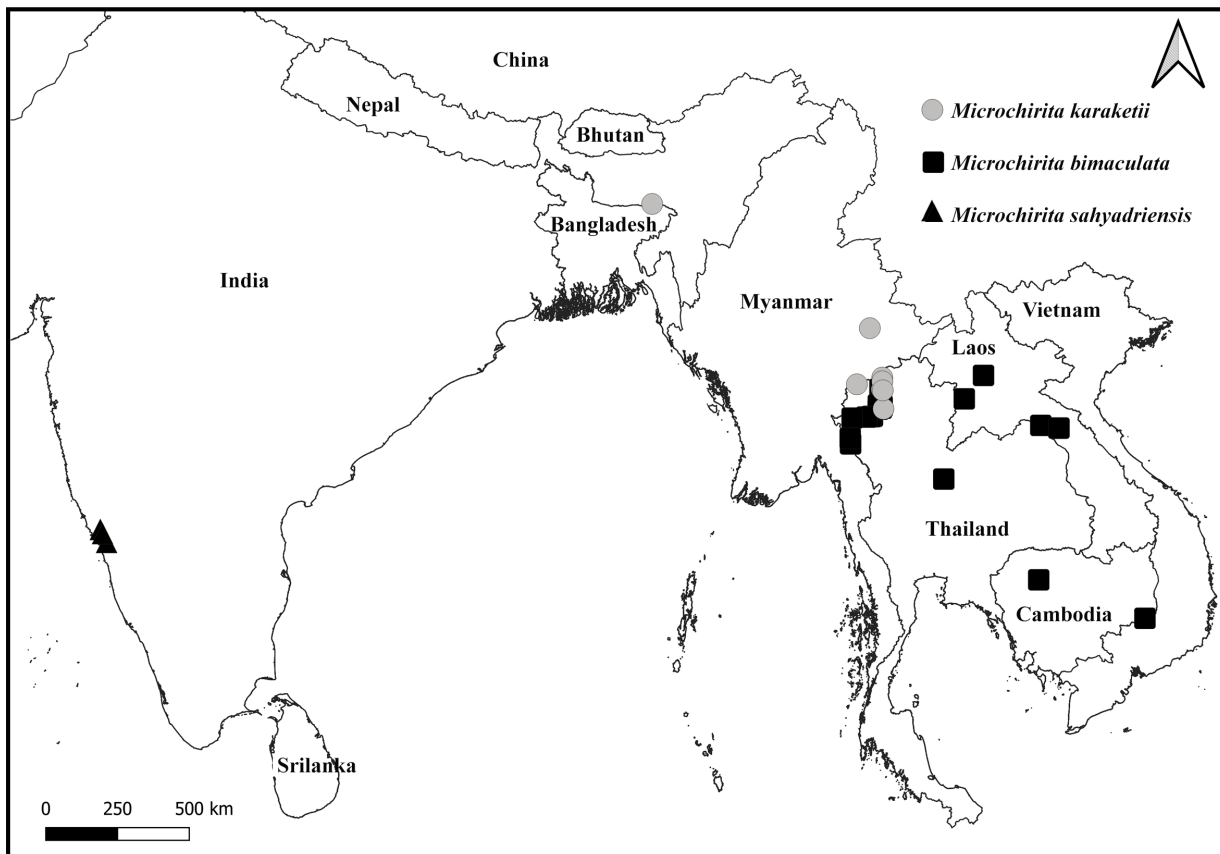 China
Nepal
Bhutan
Microchirita karaketii
Microchirita bimaculata
Microchirita sahyadriensis
Bangladesh
India
Myanmar
Vietnam
Laos
Thailand
Cambodia
Srilanka
0 250 500 km